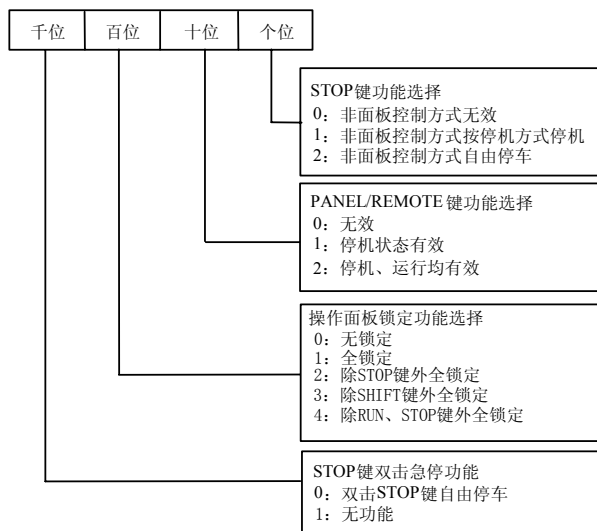 千位 百位 十位 个位
STOP键功能选择
0：非面板控制方式无效
1：非面板控制方式按停机方式停机
2：非面板控制方式自由停车
PANEL/REMOTE 键功能选择
0：无效
1：停机状态有效
2：停机、运行均有效
操作面板锁定功能选择
0：无锁定
1：全锁定
2：除STOP键外全锁定
3：除SHIFT键外全锁定
4：除RUN、STOP键外全锁定
STOP键双击急停功能
0：双击STOP键自由停车
1：无功能